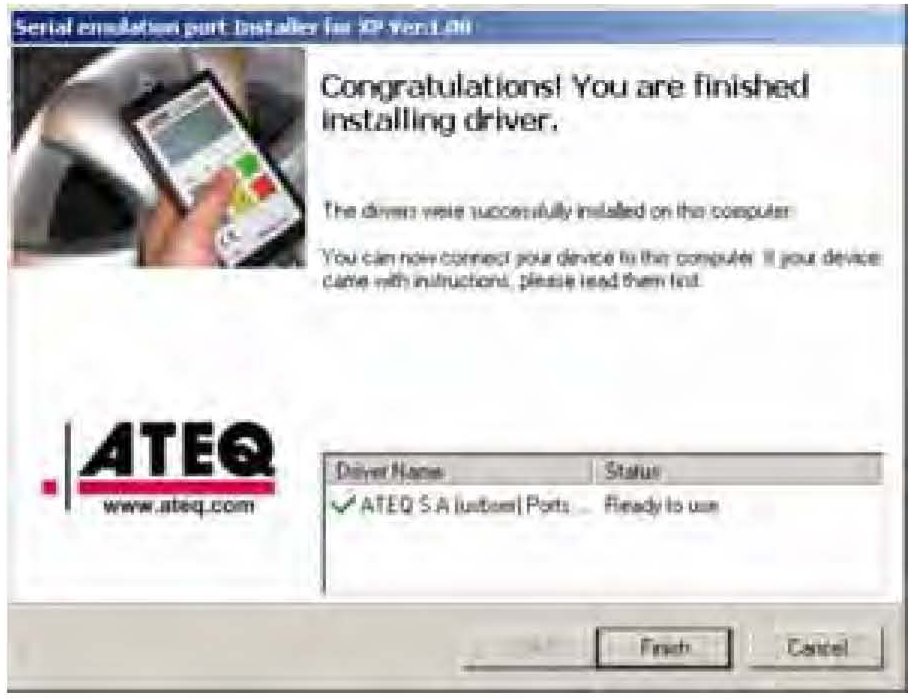 Serial emulation port Installer for XP Ver:1.00
Congratulations! You are finished
installing driver.
The drivers were successfully installed on this computer.
You can now connect your device to this computer. If your device
came with instructions, please read them first.
ATEQ
www.ateq.com
Driver Name Status
ATEQ S.A (usbser) Ports ... Ready to use
Finish Cancel